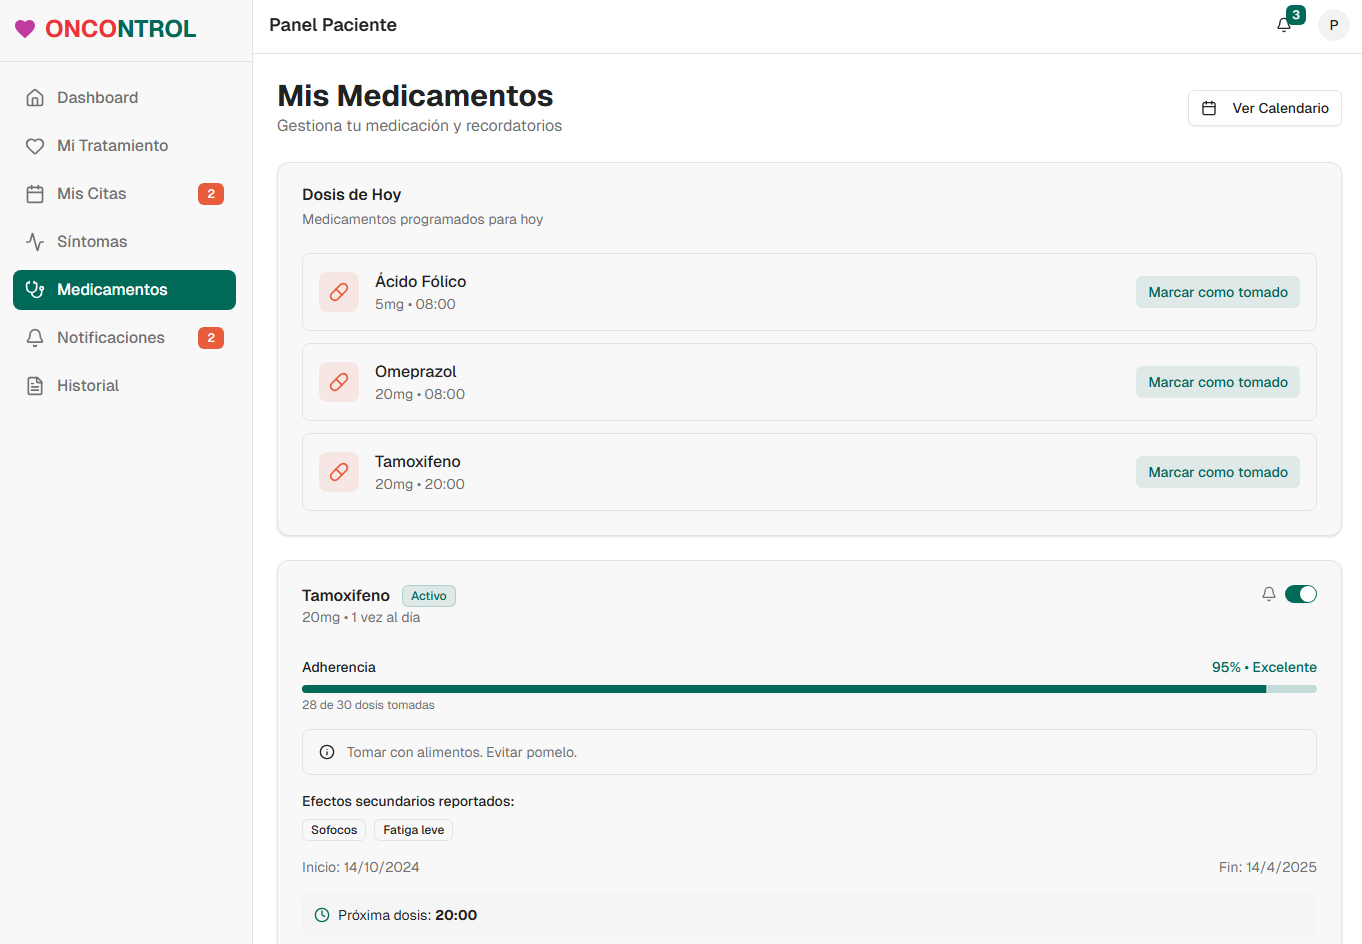 ONCONTROL
Dashboard
Mi Tratamiento
Mis Citas 2
Síntomas
Medicamentos
Notificaciones 2
Historial
Panel Paciente
3
P
Mis Medicamentos
Gestiona tu medicación y recordatorios
Ver Calendario
Dosis de Hoy
Medicamentos programados para hoy
Ácido Fólico
5mg • 08:00
Marcar como tomado
Omeprazol
20mg • 08:00
Marcar como tomado
Tamoxifeno
20mg • 20:00
Marcar como tomado
Tamoxifeno Activo
20mg • 1 vez al día
Adherencia 95% • Excelente
28 de 30 dosis tomadas
Tomar con alimentos. Evitar pomelo.
Efectos secundarios reportados:
Sofocos Fatiga leve
Inicio: 14/10/2024 Fin: 14/4/2025
Próxima dosis: 20:00